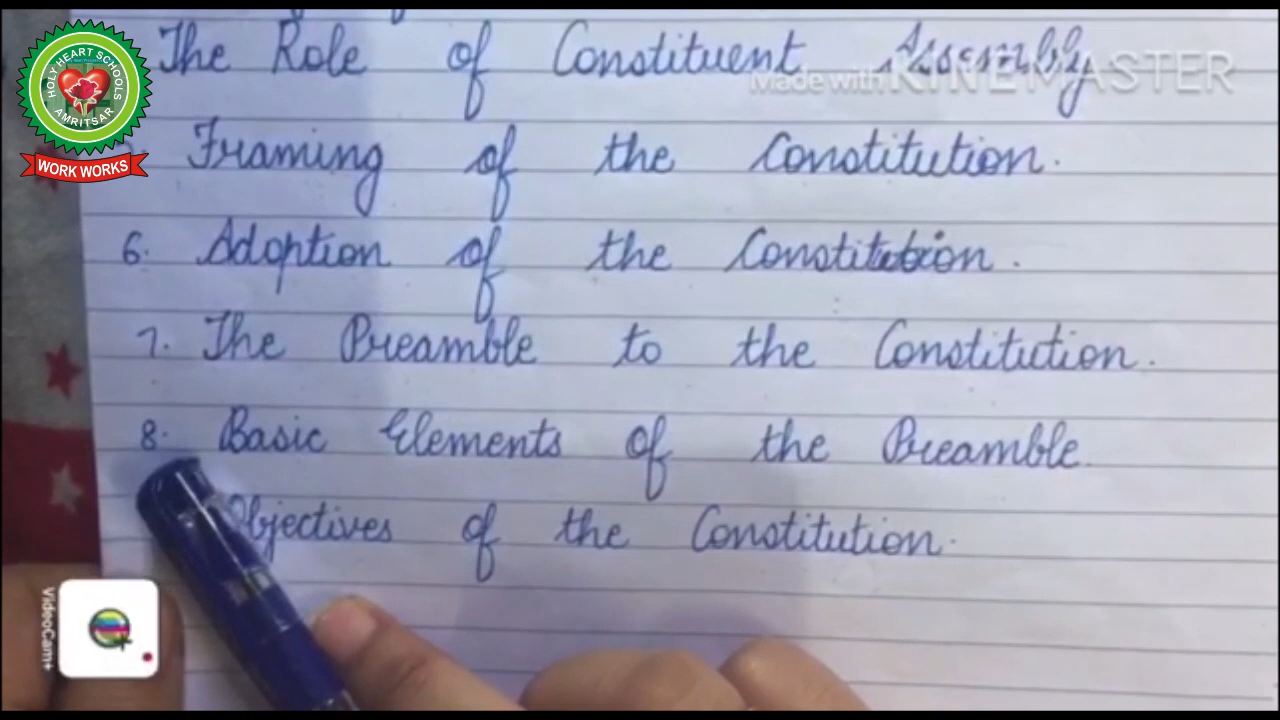 The Role of Constituent Assembly
Framing of the Constitution.
6. Adoption of the Constitution.
7. The Preamble to the Constitution.
8. Basic Elements of the Preamble.
Objectives of the Constitution.
HOLY HEART SCHOOLS
AMRITSAR
WORK WORKS
Made with KINEMASTER
VideoCam+